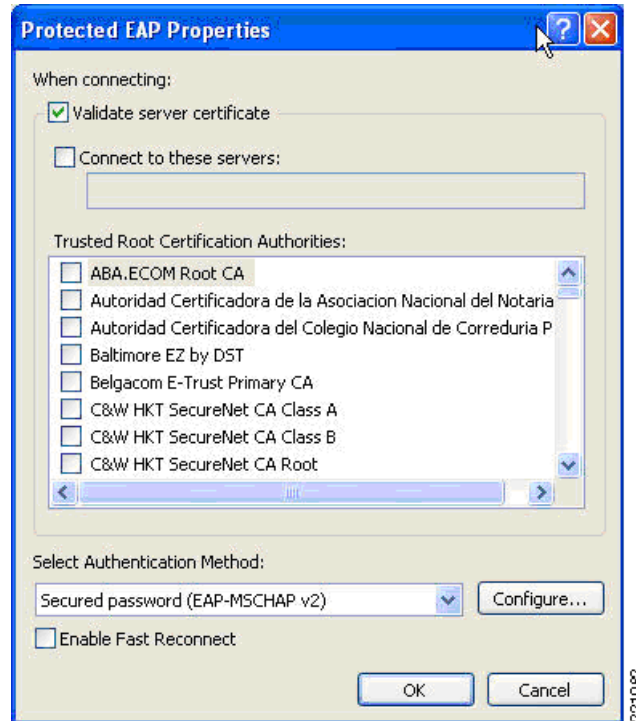 Protected EAP Properties
When connecting:
Validate server certificate
Connect to these servers:
Trusted Root Certification Authorities:
ABA.ECOM Root CA
Autoridad Certificadora de la Asociacion Nacional del Notaria
Autoridad Certificadora del Colegio Nacional de Correduria P
Baltimore EZ by DST
Belgacom E-Trust Primary CA
C&W HKT SecureNet CA Class A
C&W HKT SecureNet CA Class B
C&W HKT SecureNet CA Root
Select Authentication Method:
Secured password (EAP-MSCHAP v2)
Configure...
Enable Fast Reconnect
OK
Cancel